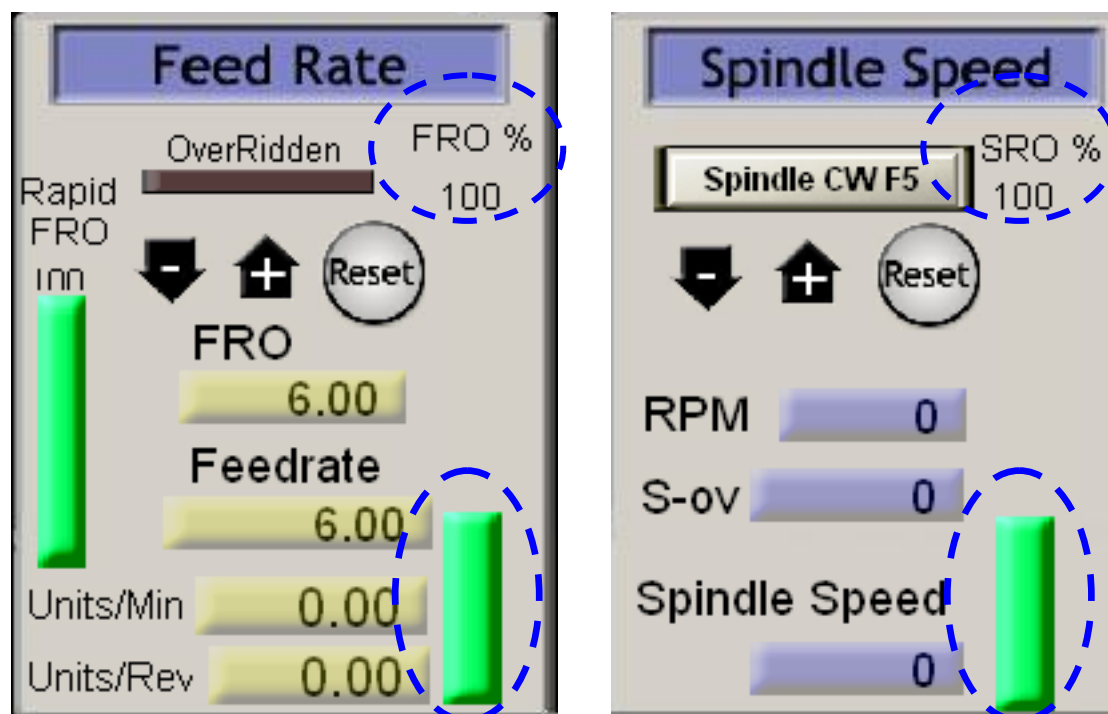 Feed Rate
OverRidden
FRO %
100
Rapid
FRO
100
-
+
Reset
FRO
6.00
Feedrate
6.00
Units/Min 0.00
Units/Rev 0.00
Spindle Speed
Spindle CW F5
SRO %
100
-
+
Reset
RPM 0
S-ov 0
Spindle Speed
0